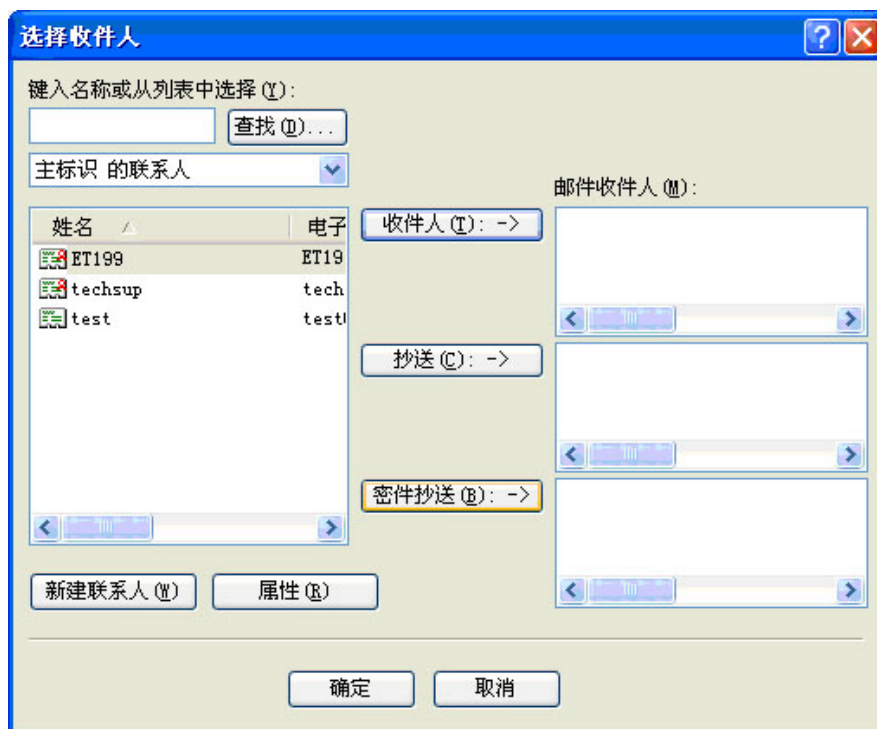 选择收件人
键入名称或从列表中选择(Y):
查找(D)...
主标识 的联系人
邮件收件人(M):
姓名 电子
收件人(T): ->
ET199 ET19
techsup tech
test test
抄送(C): ->
密件抄送(B): ->
新建联系人(W) 属性(R)
确定 取消